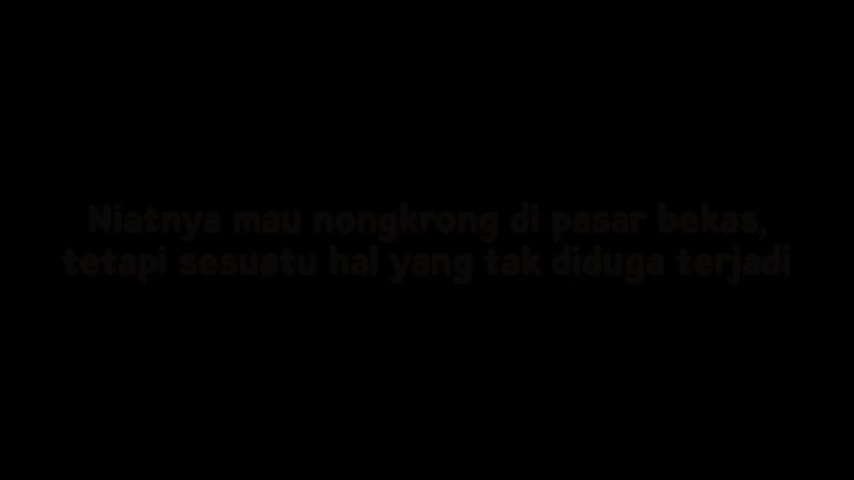 Niatnya mau nongkrong di pasar bekas,
tetapi sesuatu hal yang tak diduga terjadi